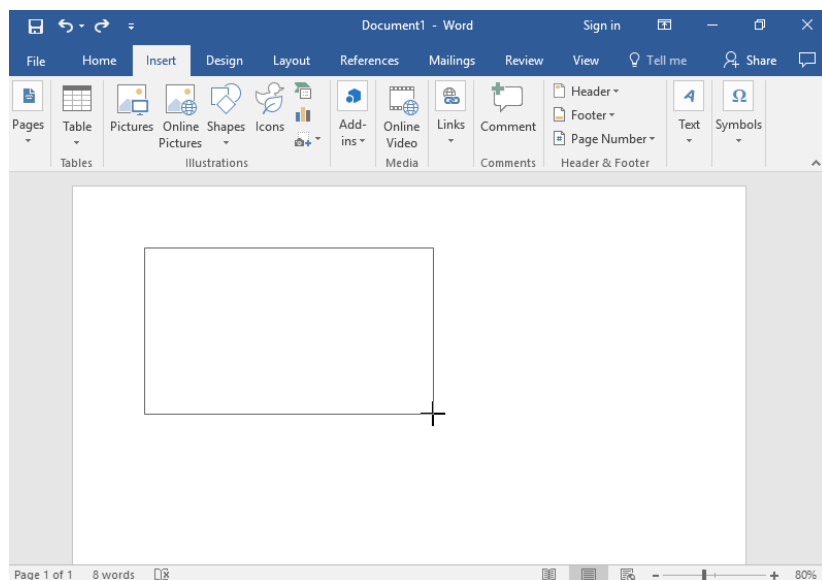 Document1 - Word Sign in
File Home Insert Design Layout References Mailings Review View Tell me Share
Pages
Table
Pictures
Online Pictures
Shapes
Icons
Add-ins
Online Video
Links
Comment
Header
Footer
Page Number
Text
Symbols
Tables Illustrations Media Comments Header & Footer
Page 1 of 1 8 words 80%